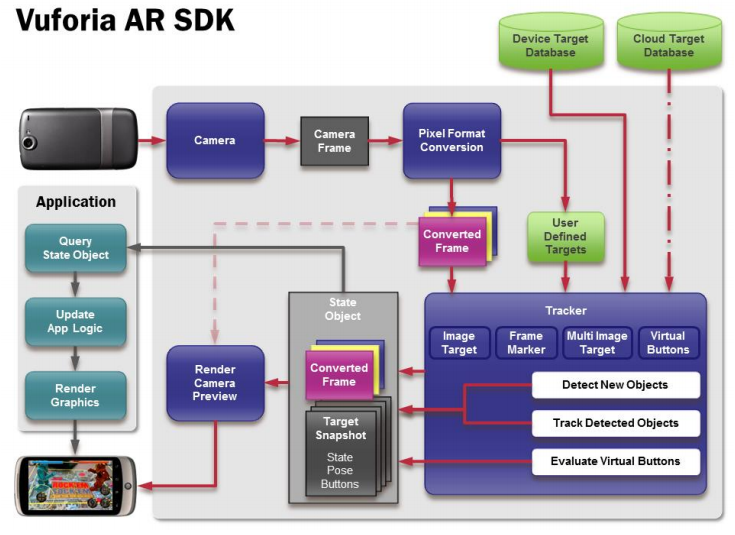 Vuforia AR SDK
Device Target
Database
Cloud Target
Database
Camera
Camera
Frame
Pixel Format
Conversion
Application
Query
State Object
Update
App Logic
Render
Graphics
Converted
Frame
User
Defined
Targets
State
Object
Converted
Frame
Target
Snapshot
State
Pose
Buttons
Render
Camera
Preview
Tracker
Image
Target
Frame
Marker
Multi Image
Target
Virtual
Buttons
Detect New Objects
Track Detected Objects
Evaluate Virtual Buttons